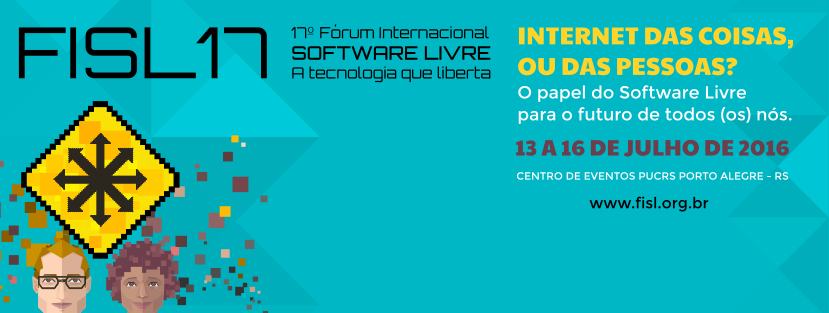 FISL17
17º Fórum Internacional
SOFTWARE LIVRE
A tecnologia que liberta
INTERNET DAS COISAS,
OU DAS PESSOAS?
O papel do Software Livre
para o futuro de todos (os) nós.
13 A 16 DE JULHO DE 2016
CENTRO DE EVENTOS PUCRS PORTO ALEGRE - RS
www.fisl.org.br